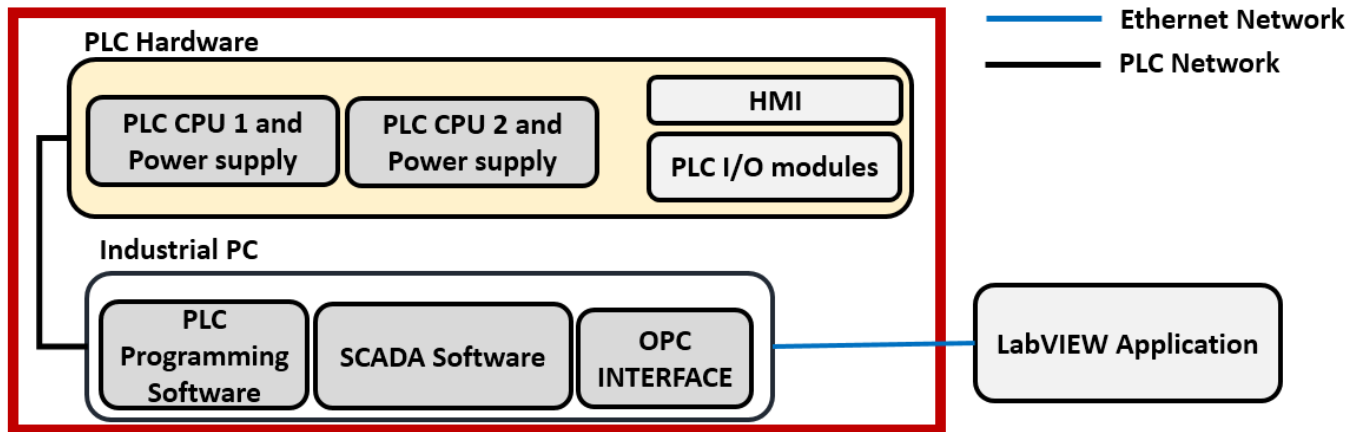 Ethernet Network
PLC Network
PLC Hardware
PLC CPU 1 and
Power supply
PLC CPU 2 and
Power supply
HMI
PLC I/O modules
Industrial PC
PLC
Programming
Software
SCADA Software
OPC
INTERFACE
LabVIEW Application